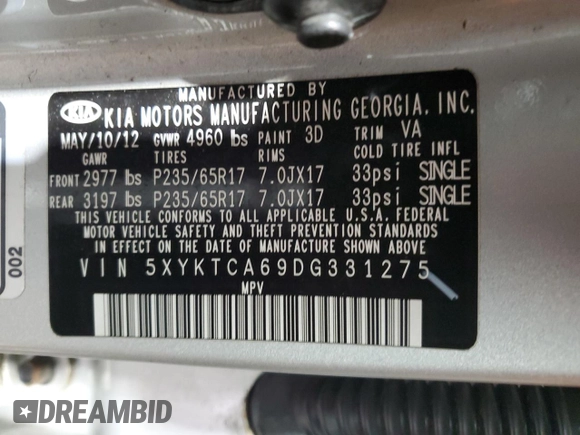 MANUFACTURED BY
KIA KIA MOTORS MANUFACTURING GEORGIA, INC.
MAY/10/12 GVWR 4960 lbs PAINT 3D TRIM VA
GAWR TIRES RIMS COLD TIRE INFL
FRONT 2977 lbs P235/65R17 7.0JX17 33psi SINGLE
REAR 3197 lbs P235/65R17 7.0JX17 33psi SINGLE
THIS VEHICLE CONFORMS TO ALL APPLICABLE U.S.A. FEDERAL
MOTOR VEHICLE SAFETY AND THEFT PREVENTION STANDARDS
IN EFFECT ON THE DATE OF MANUFACTURE SHOWN ABOVE.
VIN 5XYKTCA69DG331275
MPV
002
DREAMBID